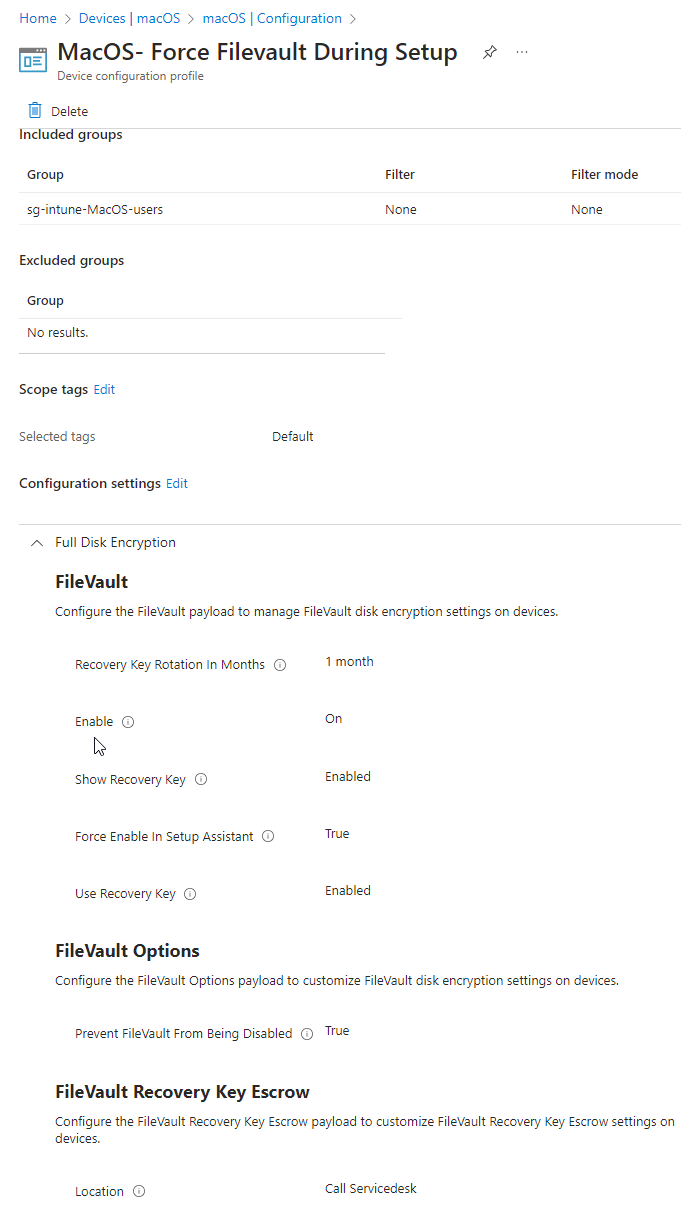 Home > Devices | macOS > macOS | Configuration >
MacOS- Force Filevault During Setup ...
Device configuration profile
Delete
Included groups
Group Filter Filter mode
sg-intune-MacOS-users None None
Excluded groups
Group
No results.
Scope tags Edit
Selected tags Default
Configuration settings Edit
Full Disk Encryption
FileVault
Configure the FileVault payload to manage FileVault disk encryption settings on devices.
Recovery Key Rotation In Months 1 month
Enable On
Show Recovery Key Enabled
Force Enable In Setup Assistant True
Use Recovery Key Enabled
FileVault Options
Configure the FileVault Options payload to customize FileVault disk encryption settings on devices.
Prevent FileVault From Being Disabled True
FileVault Recovery Key Escrow
Configure the FileVault Recovery Key Escrow payload to customize FileVault Recovery Key Escrow settings on
devices.
Location Call Servicedesk